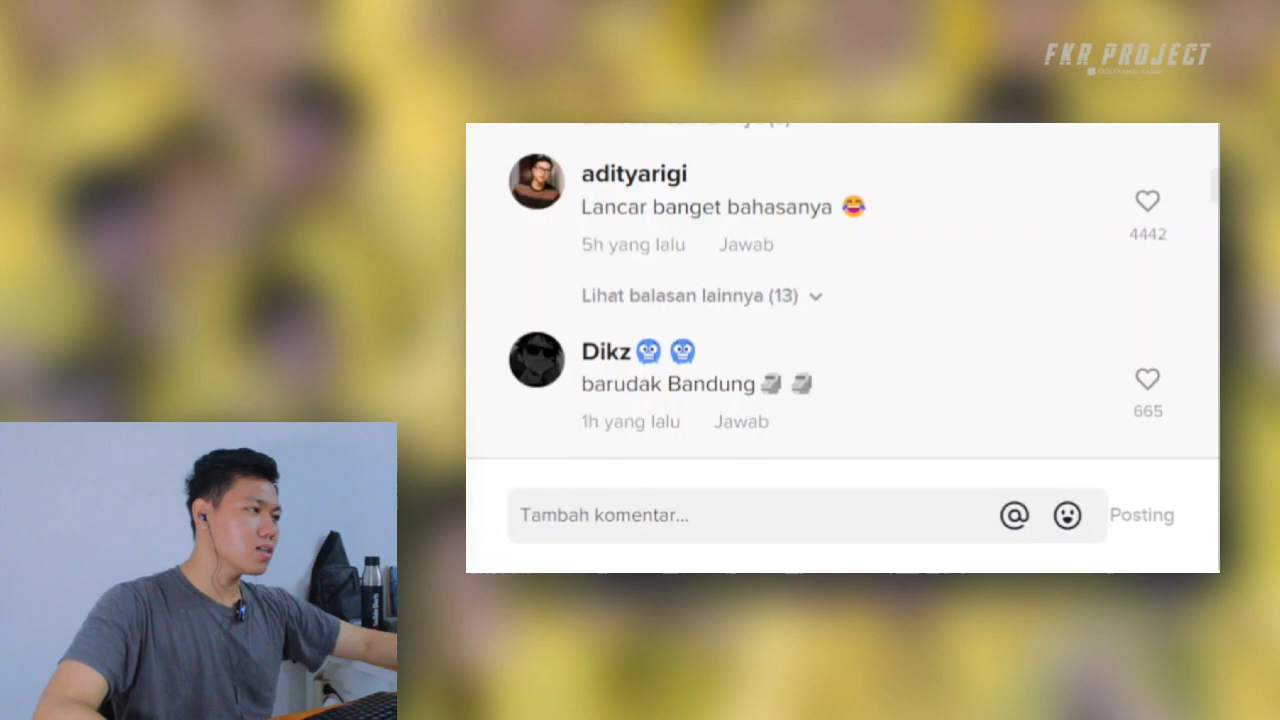 FKR PROJECT
adityarigi
Lancar banget bahasanya 😂
5h yang lalu Jawab
4442
Lihat balasan lainnya (13)
Dikz
barudak Bandung 🗿 🗿
1h yang lalu Jawab
665
Tambah komentar...
Posting